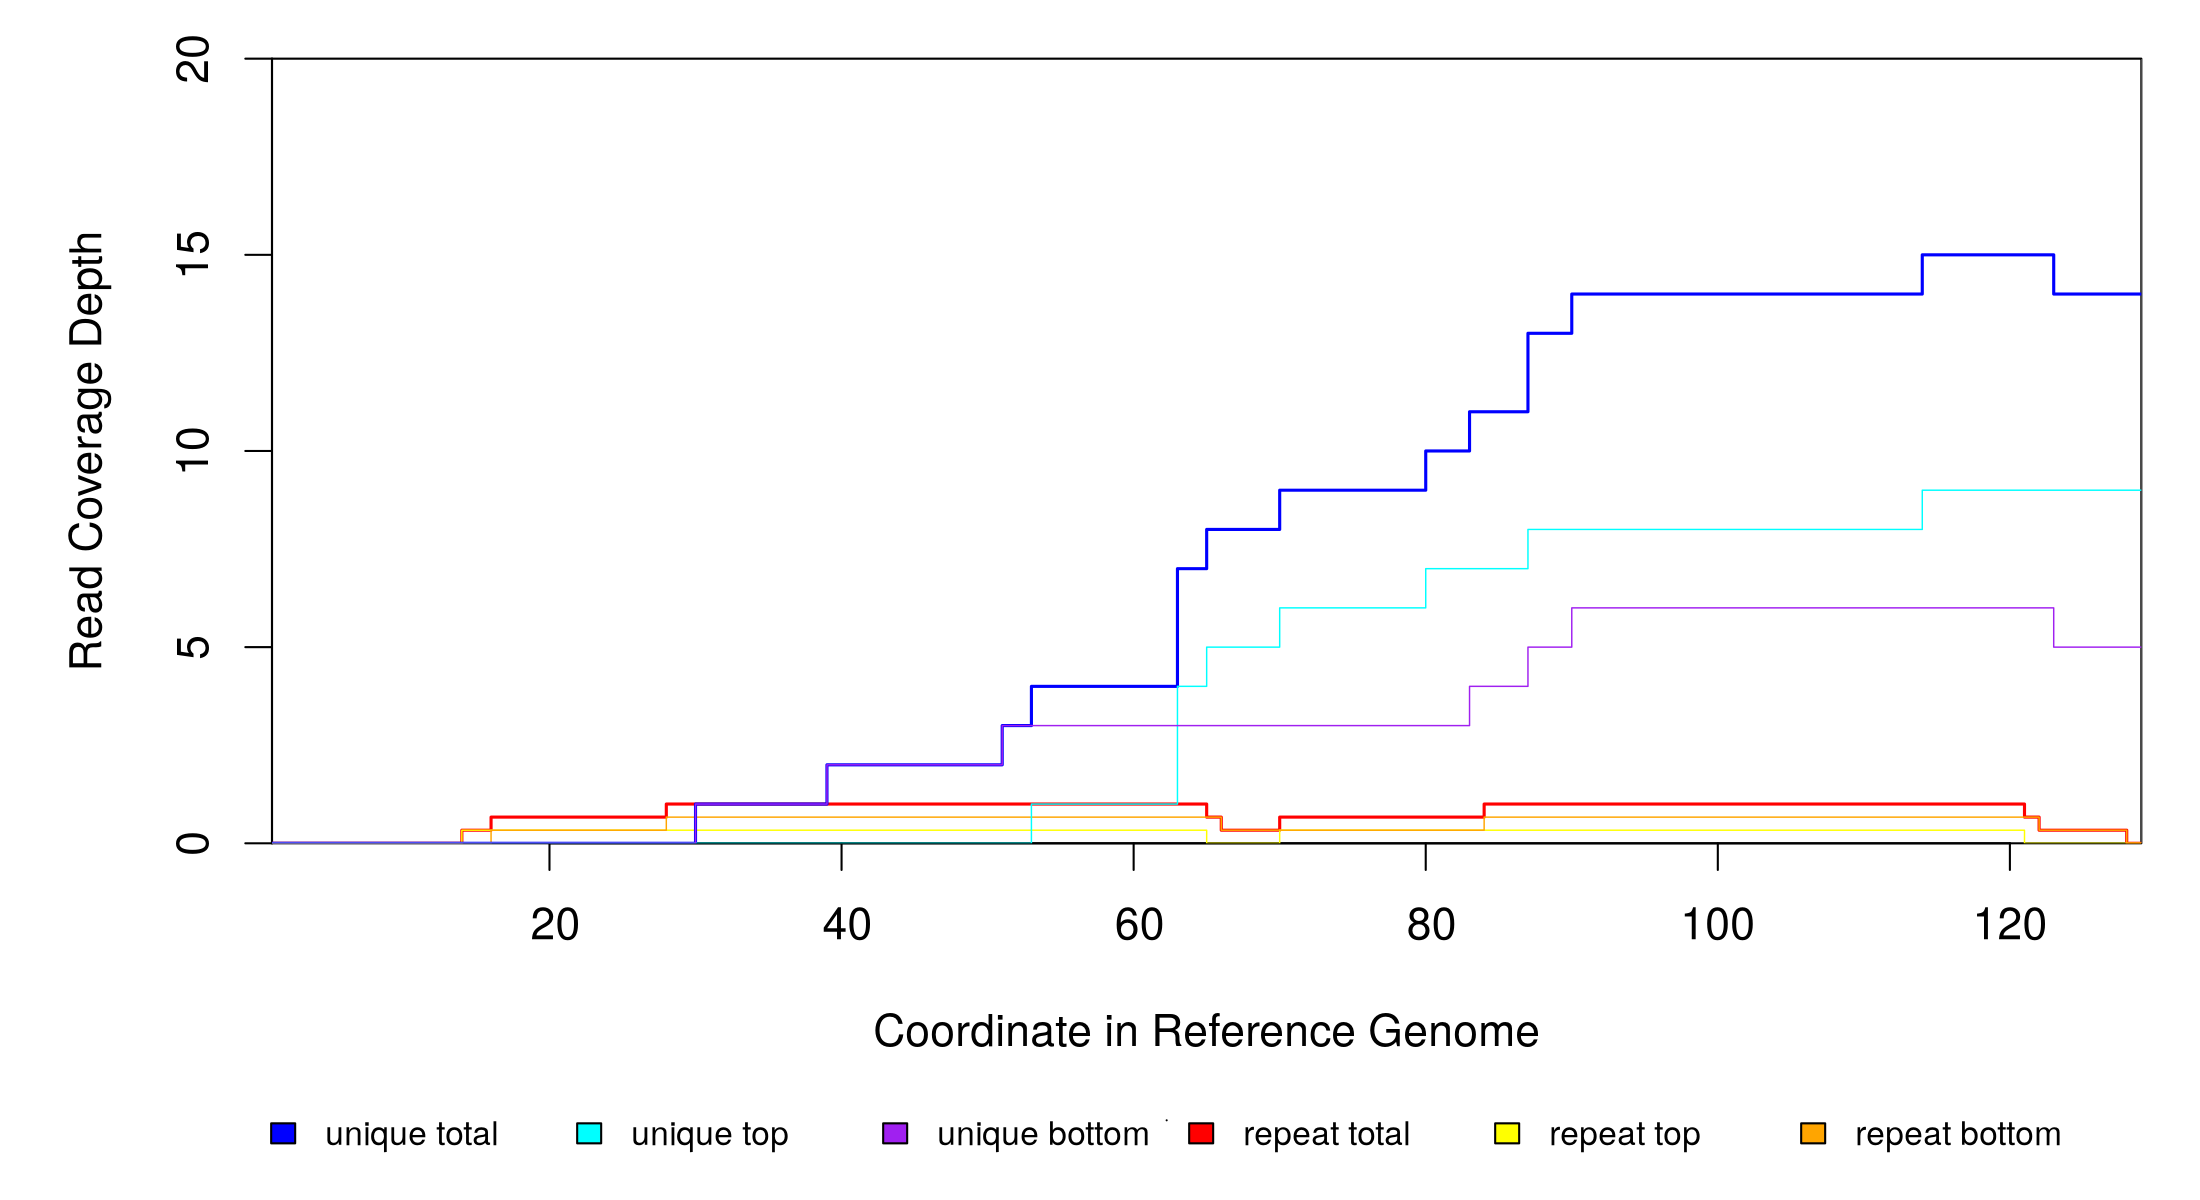 20
15
10
5
0
Read Coverage Depth
20 40 60 80 100 120
Coordinate in Reference Genome
unique total unique top unique bottom repeat total repeat top repeat bottom